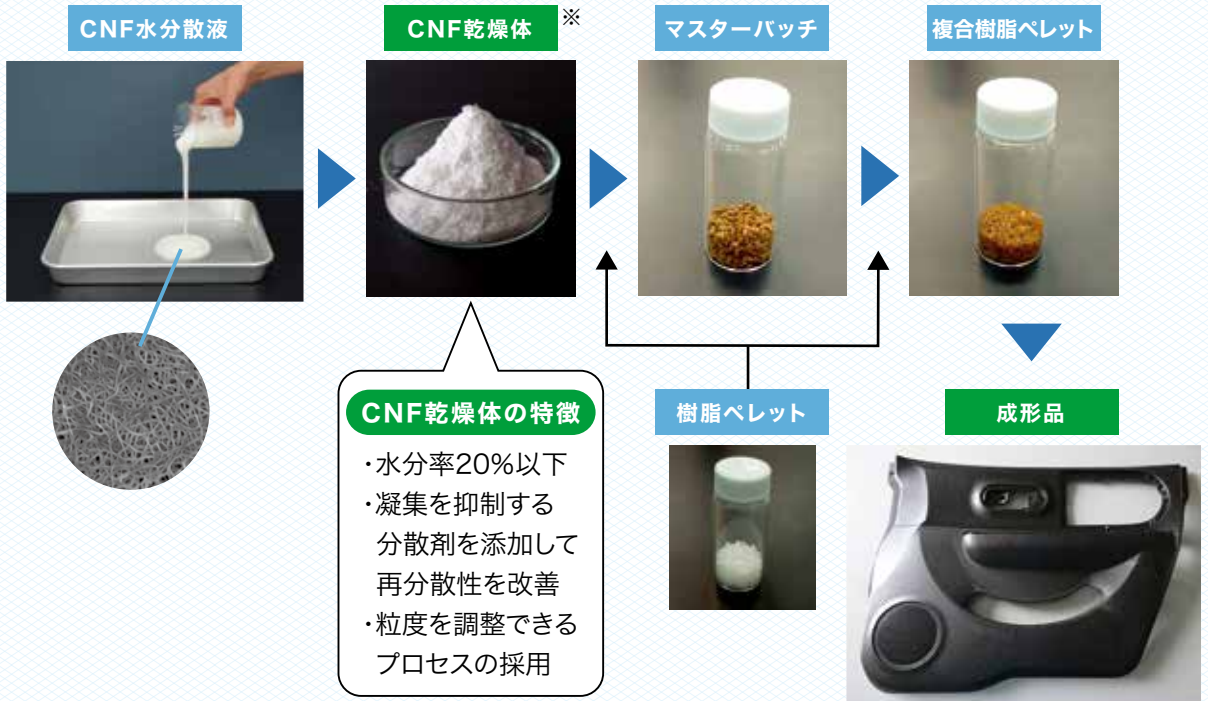 CNF水分散液
CNF乾燥体
※
マスターバッチ
複合樹脂ペレット
CNF乾燥体の特徴
・水分率20%以下
・凝集を抑制する
分散剤を添加して
再分散性を改善
・粒度を調整できる
プロセスの採用
樹脂ペレット
成形品